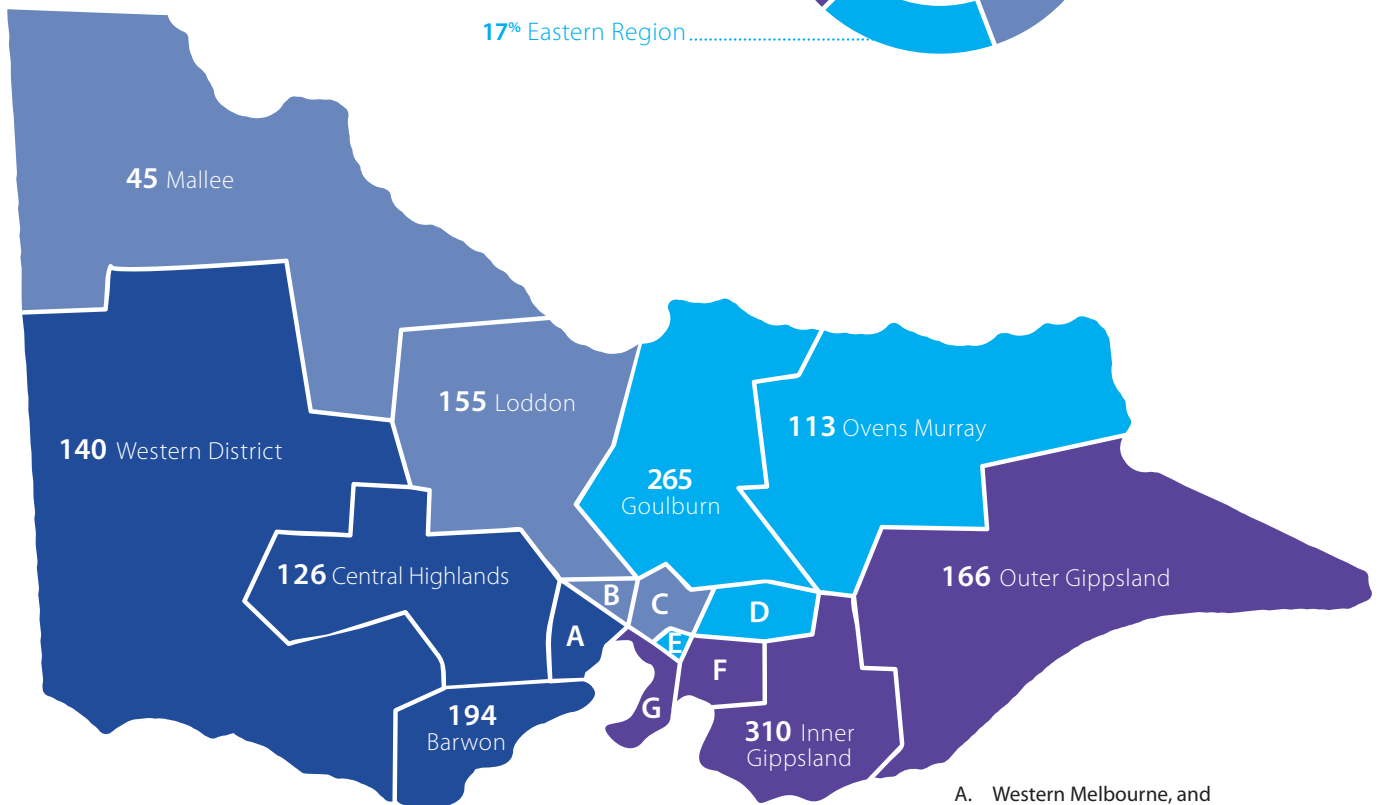 17% Eastern Region
45 Mallee
155 Loddon
140 Western District
113 Ovens Murray
265
Goulburn
126 Central Highlands
166 Outer Gippsland
B
C
D
A
E
F
G
194
Barwon
310 Inner
Gippsland
A. Western Melbourne, and